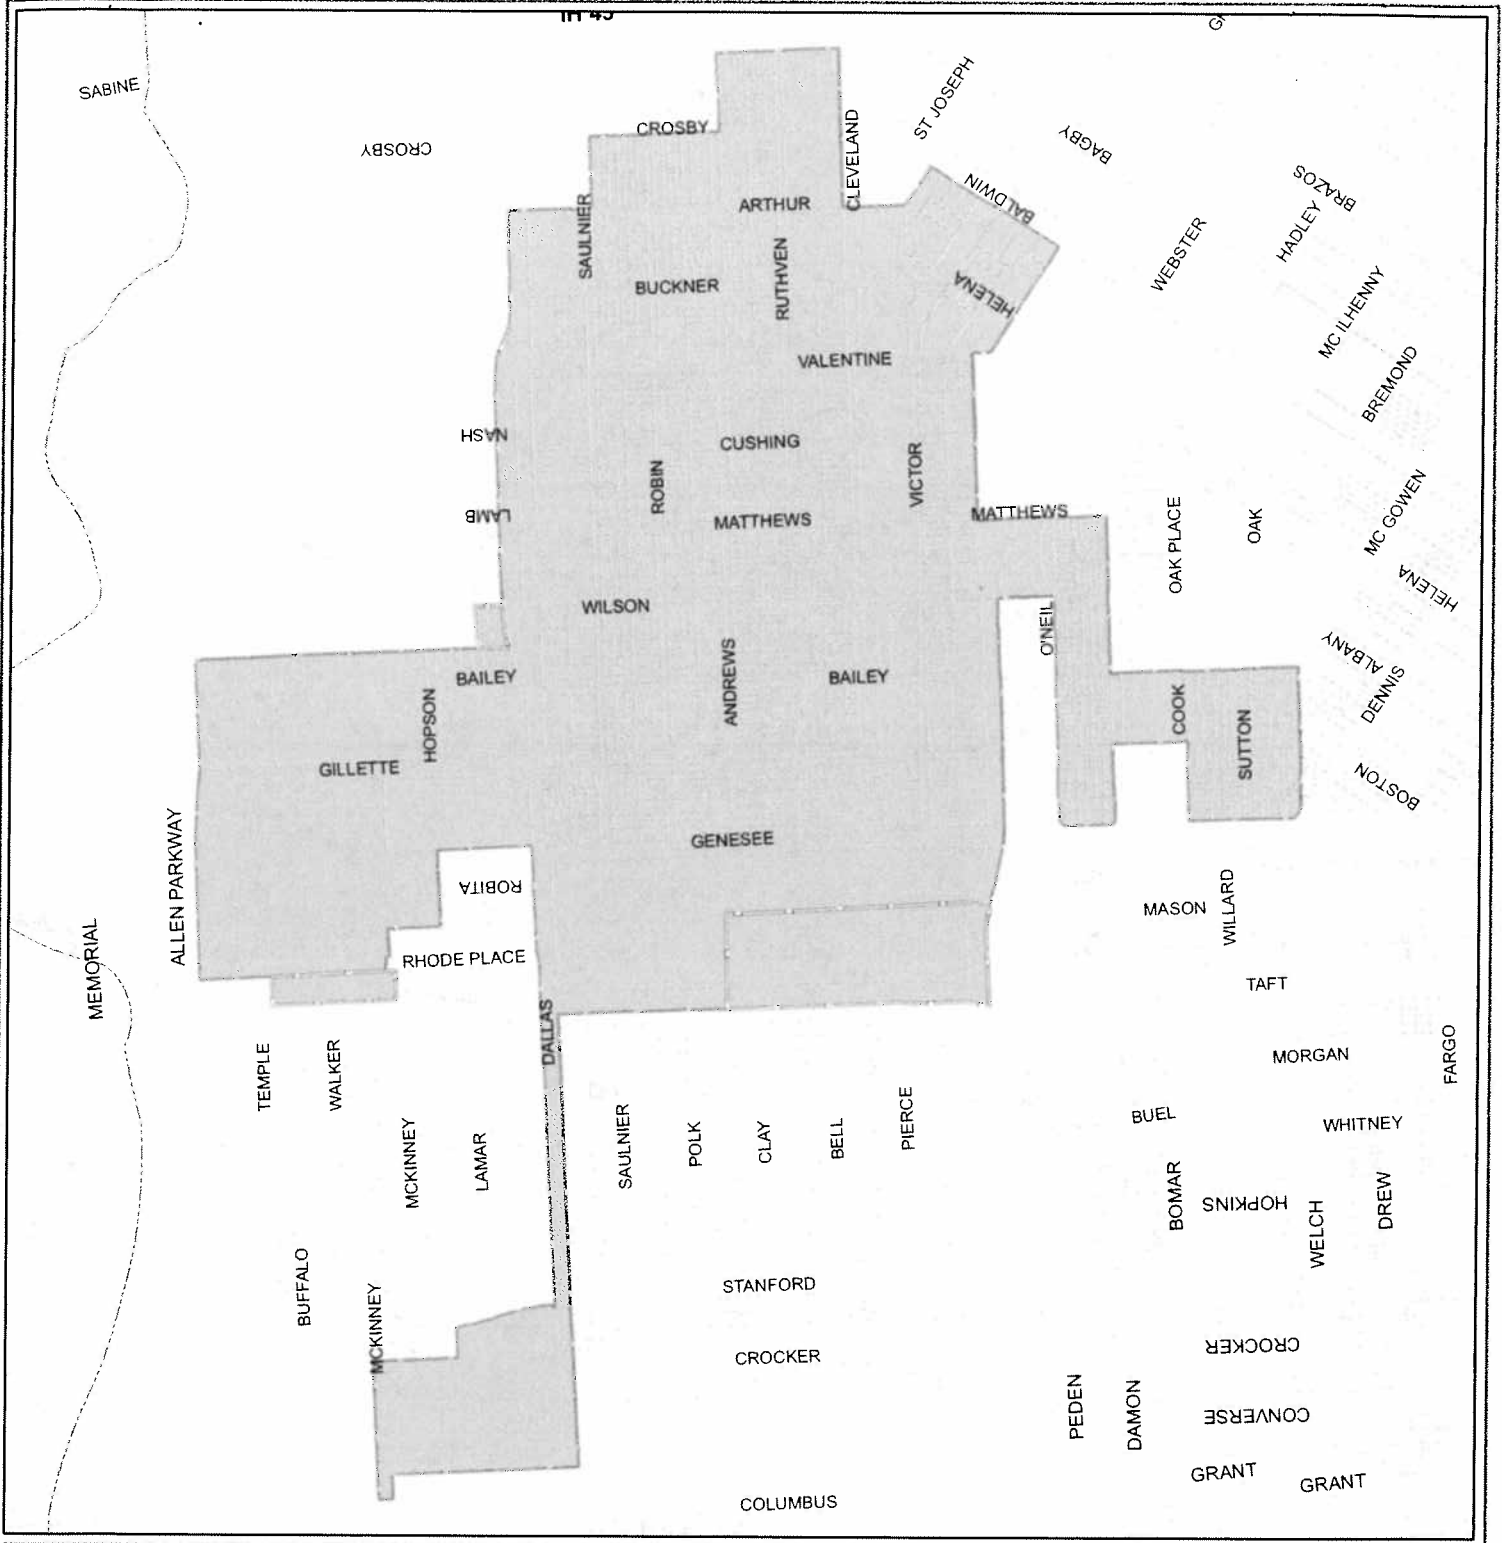 IH-45
SABINE
CROSBY
CROSBY
CLEVELAND
ST JOSEPH
BAGBY
BRAZOS
SAULNIER
ARTHUR
BALDWIN
WEBSTER
HADLEY
BUCKNER
RUTHVEN
HELENA
MC ILHENNY
VALENTINE
BREMOND
NASH
CUSHING
ROBIN
VICTOR
LAMB
MATTHEWS
MATTHEWS
OAK PLACE
OAK
MC GOWEN
HELENA
WILSON
O'NEIL
ALBANY
BAILEY
ANDREWS
BAILEY
DENNIS
HOPSON
COOK
SUTTON
GILLETTE
BOSTON
ALLEN PARKWAY
GENESEE
ROBITA
MASON
WILLARD
MEMORIAL
RHODE PLACE
TAFT
DALLAS
TEMPLE
WALKER
MORGAN
FARGO
BUEL
WHITNEY
MCKINNEY
LAMAR
SAULNIER
POLK
CLAY
BELL
PIERCE
BOMAR
HOPKINS
WELCH
DREW
BUFFALO
STANFORD
MCKINNEY
CROCKER
CROCKER
PEDEN
DAMON
CONVERSE
GRANT
GRANT
COLUMBUS